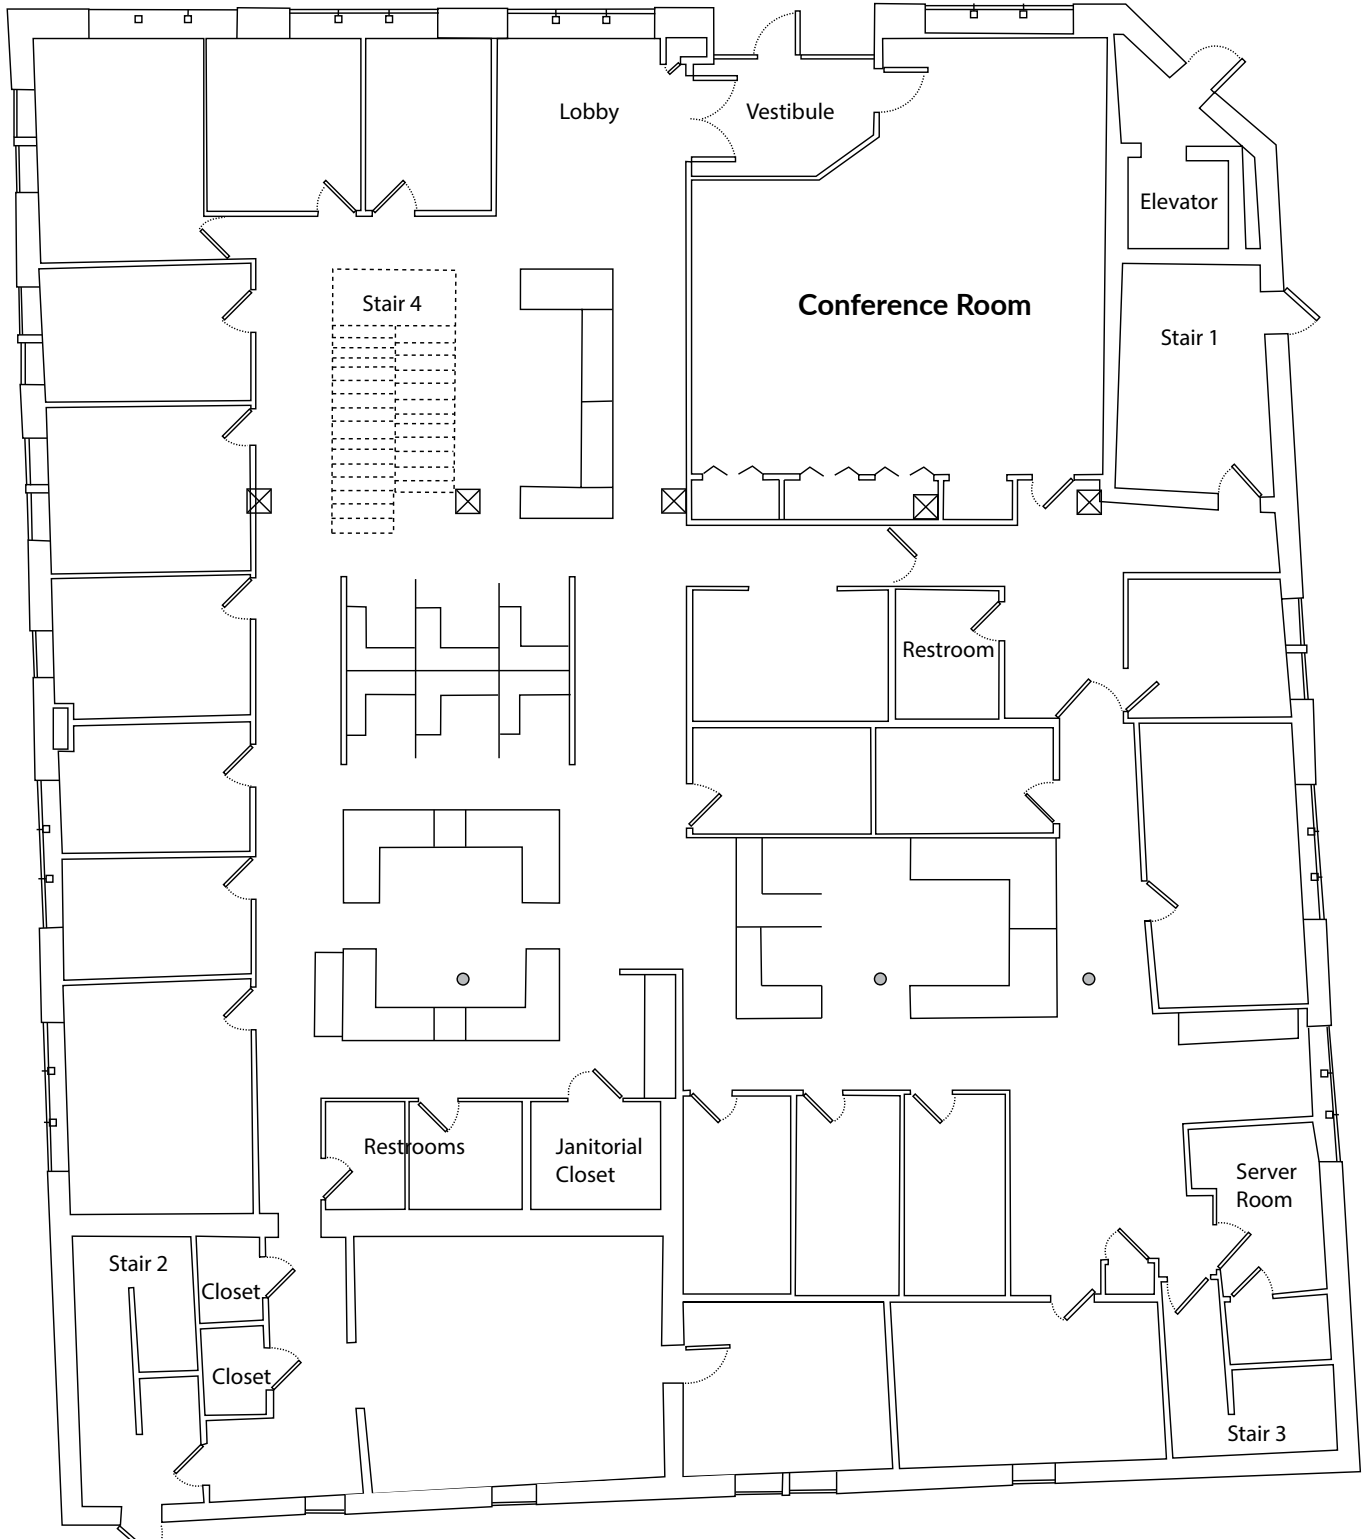 Lobby
Vestibule
Elevator
Stair 4
Conference Room
Stair 1
Restroom
Restrooms
Janitorial
Closet
Server
Room
Stair 2
Closet
Closet
Stair 3